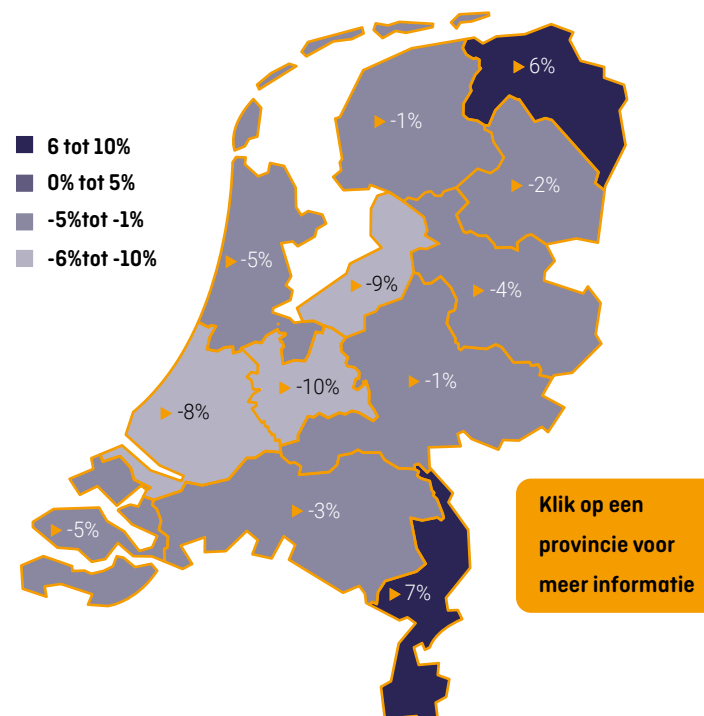 6 tot 10%
0% tot 5%
-5%tot -1%
-6%tot -10%
6%
-1%
-2%
-5%
-9%
-4%
-10%
-1%
-8%
-3%
-5%
7%
Klik op een
provincie voor
meer informatie